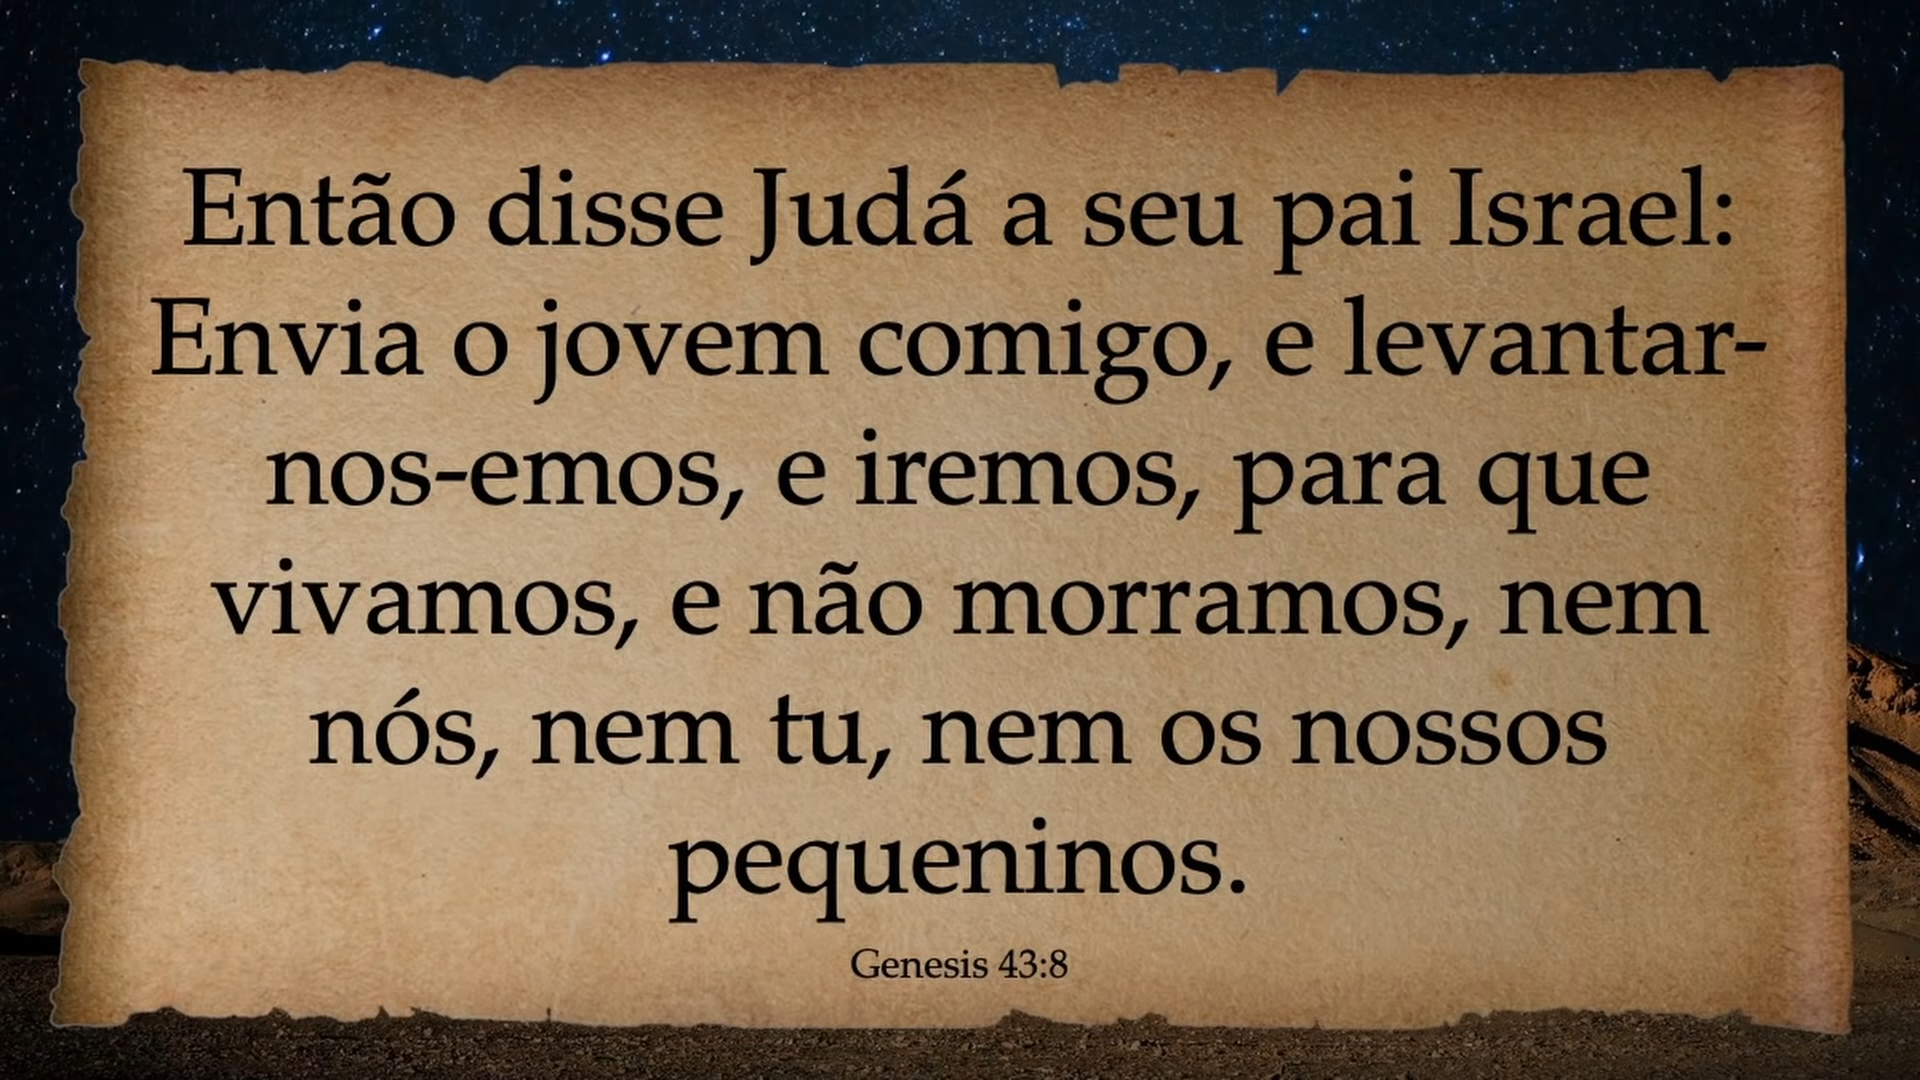 Então disse Judá a seu pai Israel:
Envia o jovem comigo, e levantar-
nos-emos, e iremos, para que
vivamos, e não morramos, nem
nós, nem tu, nem os nossos
pequeninos.
Genesis 43:8